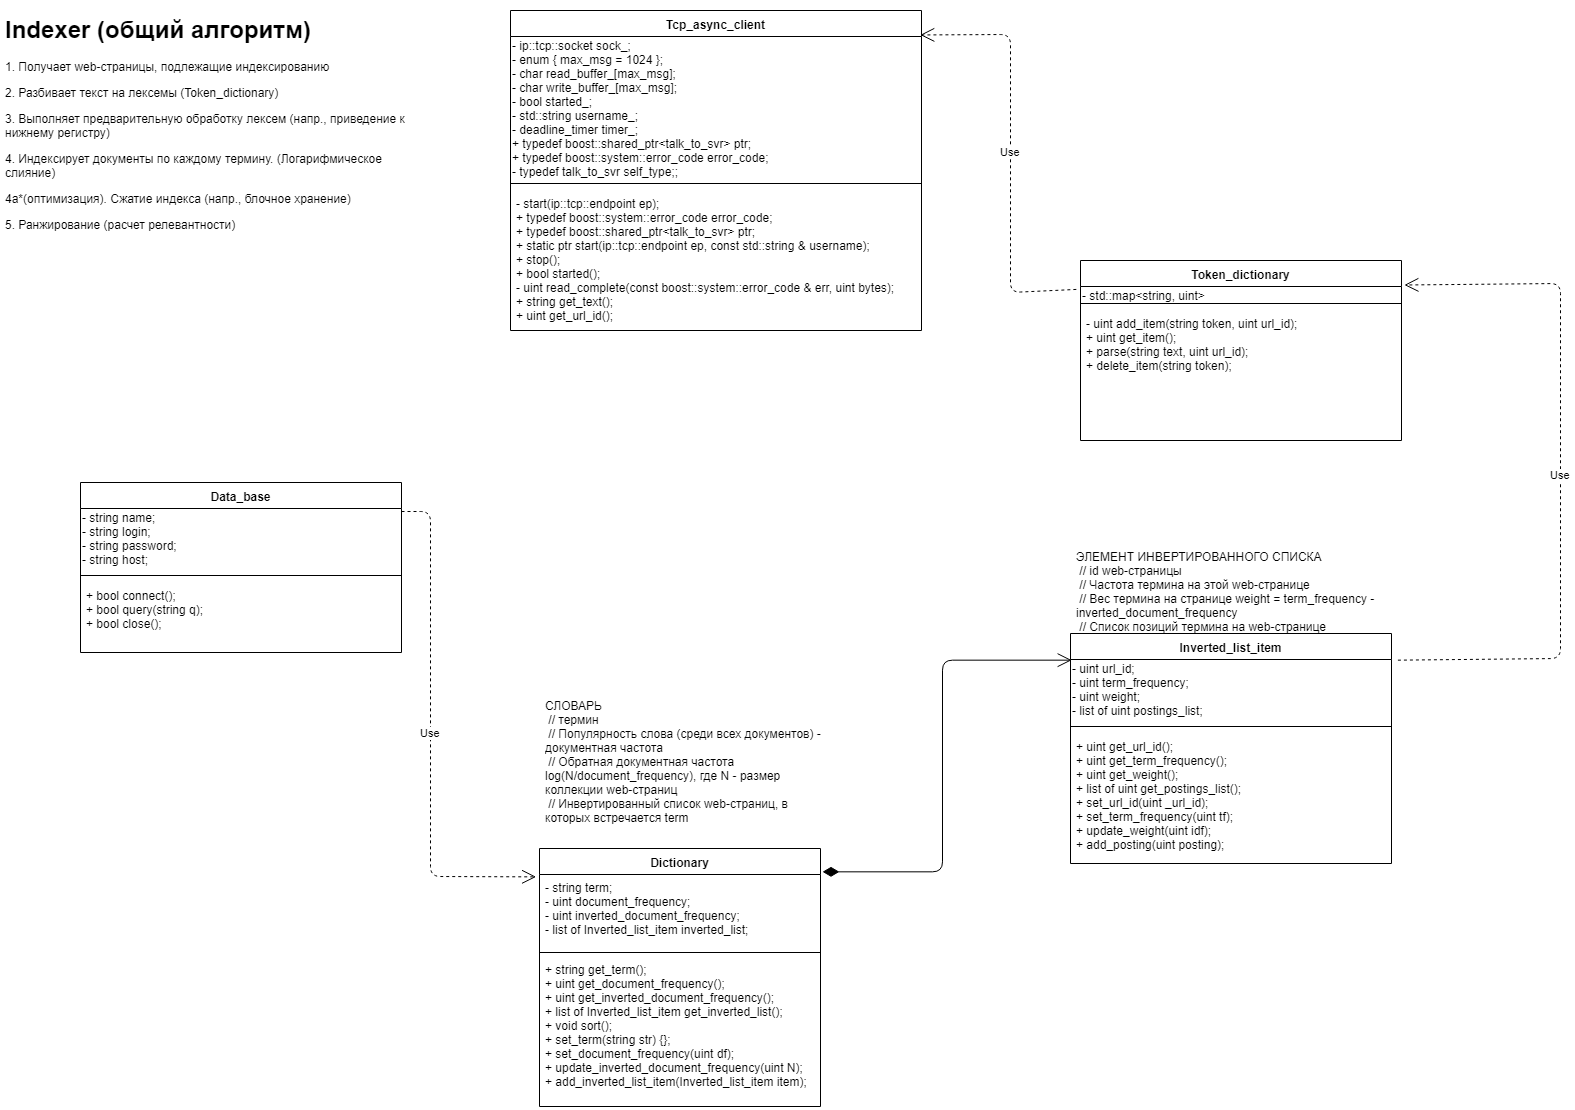 Indexer (общий алгоритм)
1. Получает web-страницы, подлежащие индексированию
2. Разбивает текст на лексемы (Token_dictionary)
3. Выполняет предварительную обработку лексем (напр., приведение к
нижнему регистру)
4. Индексирует документы по каждому термину. (Логарифмическое
слияние)
4а*(оптимизация). Сжатие индекса (напр., блочное хранение)
5. Ранжирование (расчет релевантности)
Tcp_async_client
- ip::tcp::socket sock_;
- enum { max_msg = 1024 };
- char read_buffer_[max_msg];
- char write_buffer_[max_msg];
- bool started_;
- std::string username_;
- deadline_timer timer_;
+ typedef boost::shared_ptr<talk_to_svr> ptr;
+ typedef boost::system::error_code error_code;
- typedef talk_to_svr self_type;;
- start(ip::tcp::endpoint ep);
+ typedef boost::system::error_code error_code;
+ typedef boost::shared_ptr<talk_to_svr> ptr;
+ static ptr start(ip::tcp::endpoint ep, const std::string & username);
+ stop();
+ bool started();
- uint read_complete(const boost::system::error_code & err, uint bytes);
+ string get_text();
+ uint get_url_id();
Use
Token_dictionary
- std::map<string, uint>
- uint add_item(string token, uint url_id);
+ uint get_item();
+ parse(string text, uint url_id);
+ delete_item(string token);
Use
Data_base
- string name;
- string login;
- string password;
- string host;
+ bool connect();
+ bool query(string q);
+ bool close();
Use
ЭЛЕМЕНТ ИНВЕРТИРОВАННОГО СПИСКА
// id web-страницы
// Частота термина на этой web-странице
// Вес термина на странице weight = term_frequency -
inverted_document_frequency
// Список позиций термина на web-странице
Inverted_list_item
- uint url_id;
- uint term_frequency;
- uint weight;
- list of uint postings_list;
+ uint get_url_id();
+ uint get_term_frequency();
+ uint get_weight();
+ list of uint get_postings_list();
+ set_url_id(uint _url_id);
+ set_term_frequency(uint tf);
+ update_weight(uint idf);
+ add_posting(uint posting);
СЛОВАРЬ
// термин
// Популярность слова (среди всех документов) -
документная частота
// Обратная документная частота
log(N/document_frequency), где N - размер
коллекции web-страниц
// Инвертированный список web-страниц, в
которых встречается term
Dictionary
- string term;
- uint document_frequency;
- uint inverted_document_frequency;
- list of Inverted_list_item inverted_list;
+ string get_term();
+ uint get_document_frequency();
+ uint get_inverted_document_frequency();
+ list of Inverted_list_item get_inverted_list();
+ void sort();
+ set_term(string str) {};
+ set_document_frequency(uint df);
+ update_inverted_document_frequency(uint N);
+ add_inverted_list_item(Inverted_list_item item);